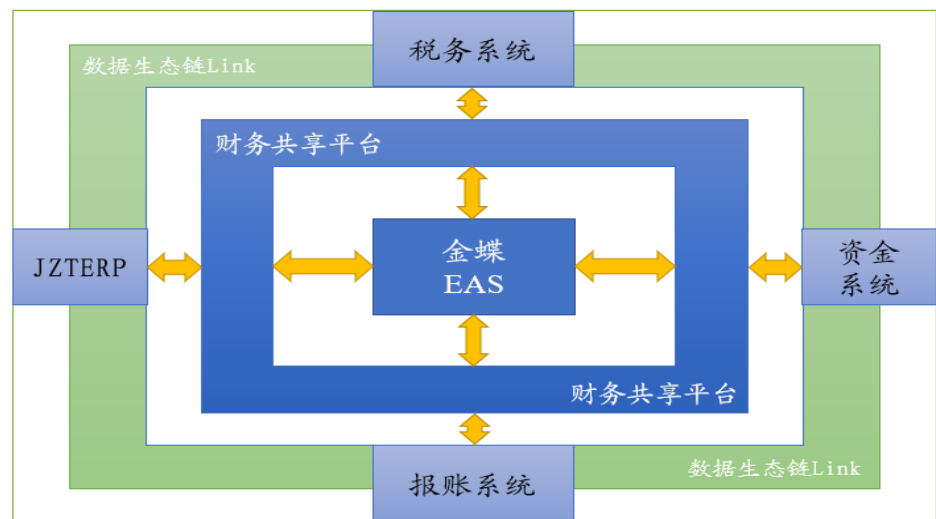 税务系统
数据生态链Link
财务共享平台
金蝶
EAS
JZTERP
资金
系统
财务共享平台
数据生态链Link
报账系统